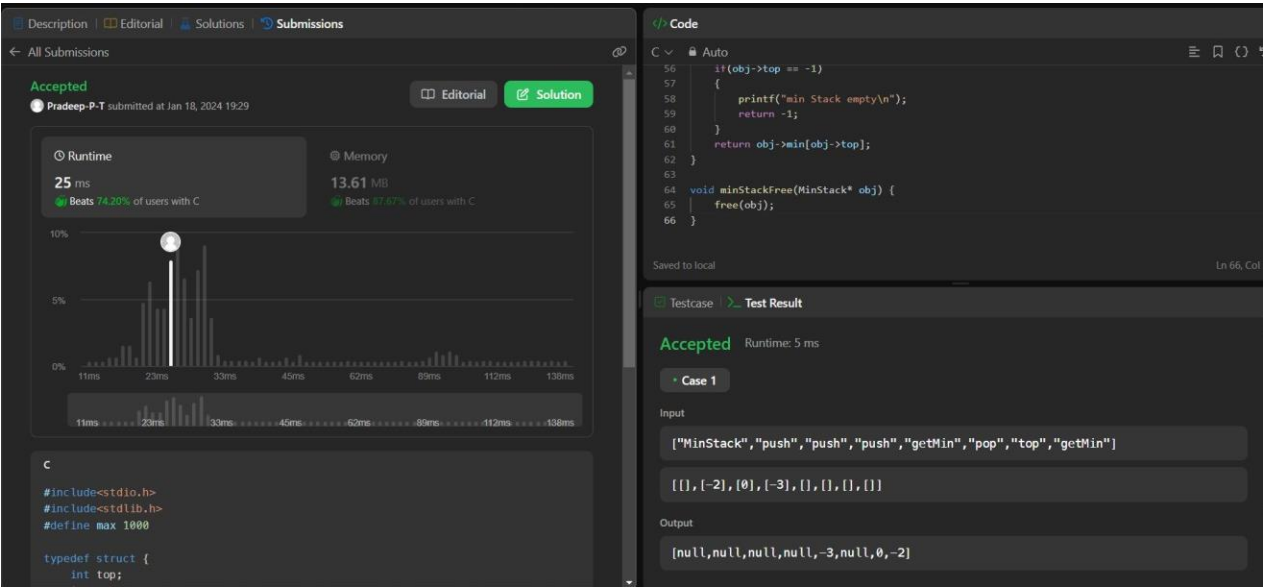 Description | Editorial | Solutions | Submissions
All Submissions
Accepted
Pradeep-P-T submitted at Jan 18, 2024 19:29
Editorial
Solution
Runtime
25 ms
Beats 74.20% of users with C
Memory
13.61 MB
Beats 87.67% of users with C
10%
5%
0%
11ms 23ms 33ms 45ms 62ms 89ms 112ms 138ms
11ms 23ms 33ms 45ms 62ms 89ms 112ms 138ms
C
#include<stdio.h>
#include<stdlib.h>
#define max 1000
typedef struct {
int top;
</> Code
C Auto
56 if(obj->top == -1)
57 {
58 printf("min Stack empty\n");
59 return -1;
60 }
61 return obj->min[obj->top];
62 }
63
64 void minStackFree(MinStack* obj) {
65 free(obj);
66 }
Saved to local
Ln 66, Col
Testcase | >_ Test Result
Accepted Runtime: 5 ms
• Case 1
Input
["MinStack","push","push","push","getMin","pop","top","getMin"]
[[],[-2],[0],[-3],[],[],[],[]]
Output
[null,null,null,null,-3,null,0,-2]